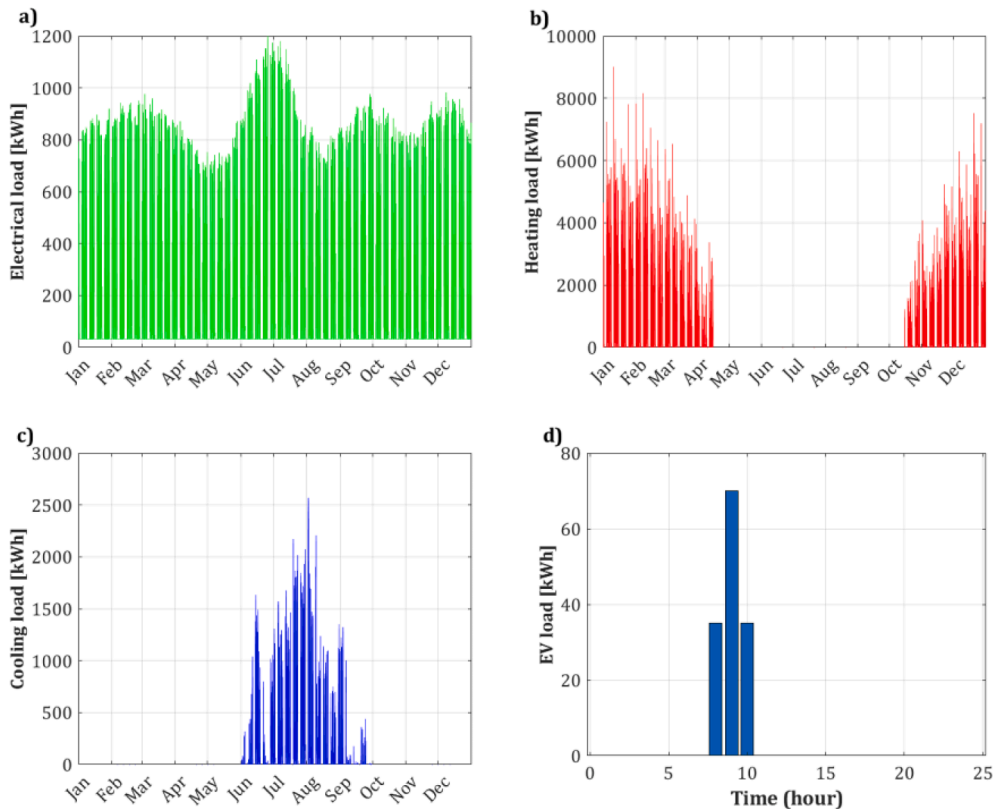 a)
Electrical load [kWh]
1200
1000
800
600
400
200
0
Jan Feb Mar Apr May Jun Jul Aug Sep Oct Nov Dec
b)
Heating load [kWh]
10000
8000
6000
4000
2000
0
Jan Feb Mar Apr May Jun Jul Aug Sep Oct Nov Dec
c)
Cooling load [kWh]
3000
2500
2000
1500
1000
500
0
Jan Feb Mar Apr May Jun Jul Aug Sep Oct Nov Dec
d)
EV load [kWh]
80
60
40
20
0
0 5 10 15 20 25
Time (hour)